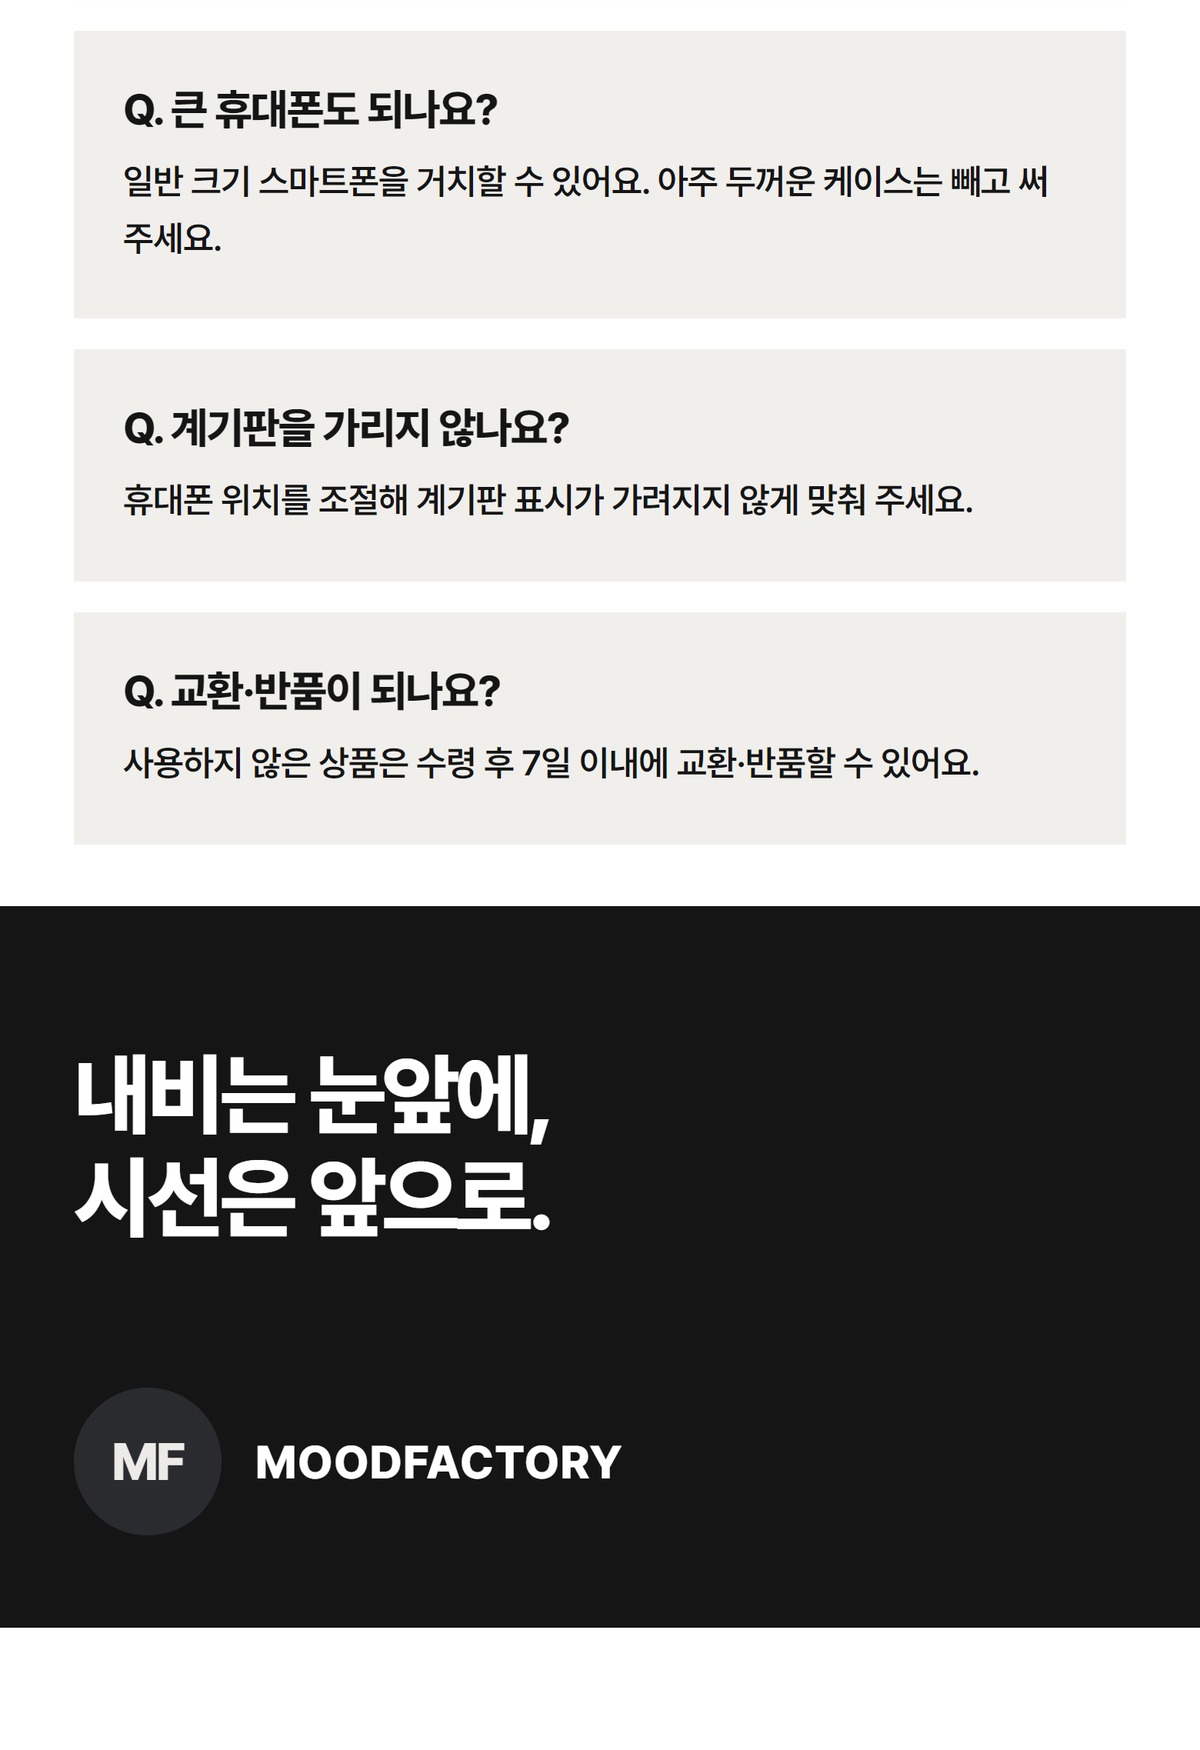 Q. 큰 휴대폰도 되나요?
일반 크기 스마트폰을 거치할 수 있어요. 아주 두꺼운 케이스는 빼고 써
주세요.
Q. 계기판을 가리지 않나요?
휴대폰 위치를 조절해 계기판 표시가 가려지지 않게 맞춰 주세요.
Q. 교환·반품이 되나요?
사용하지 않은 상품은 수령 후 7일 이내에 교환·반품할 수 있어요.
내비는 눈앞에,
시선은 앞으로.
MF MOODFACTORY